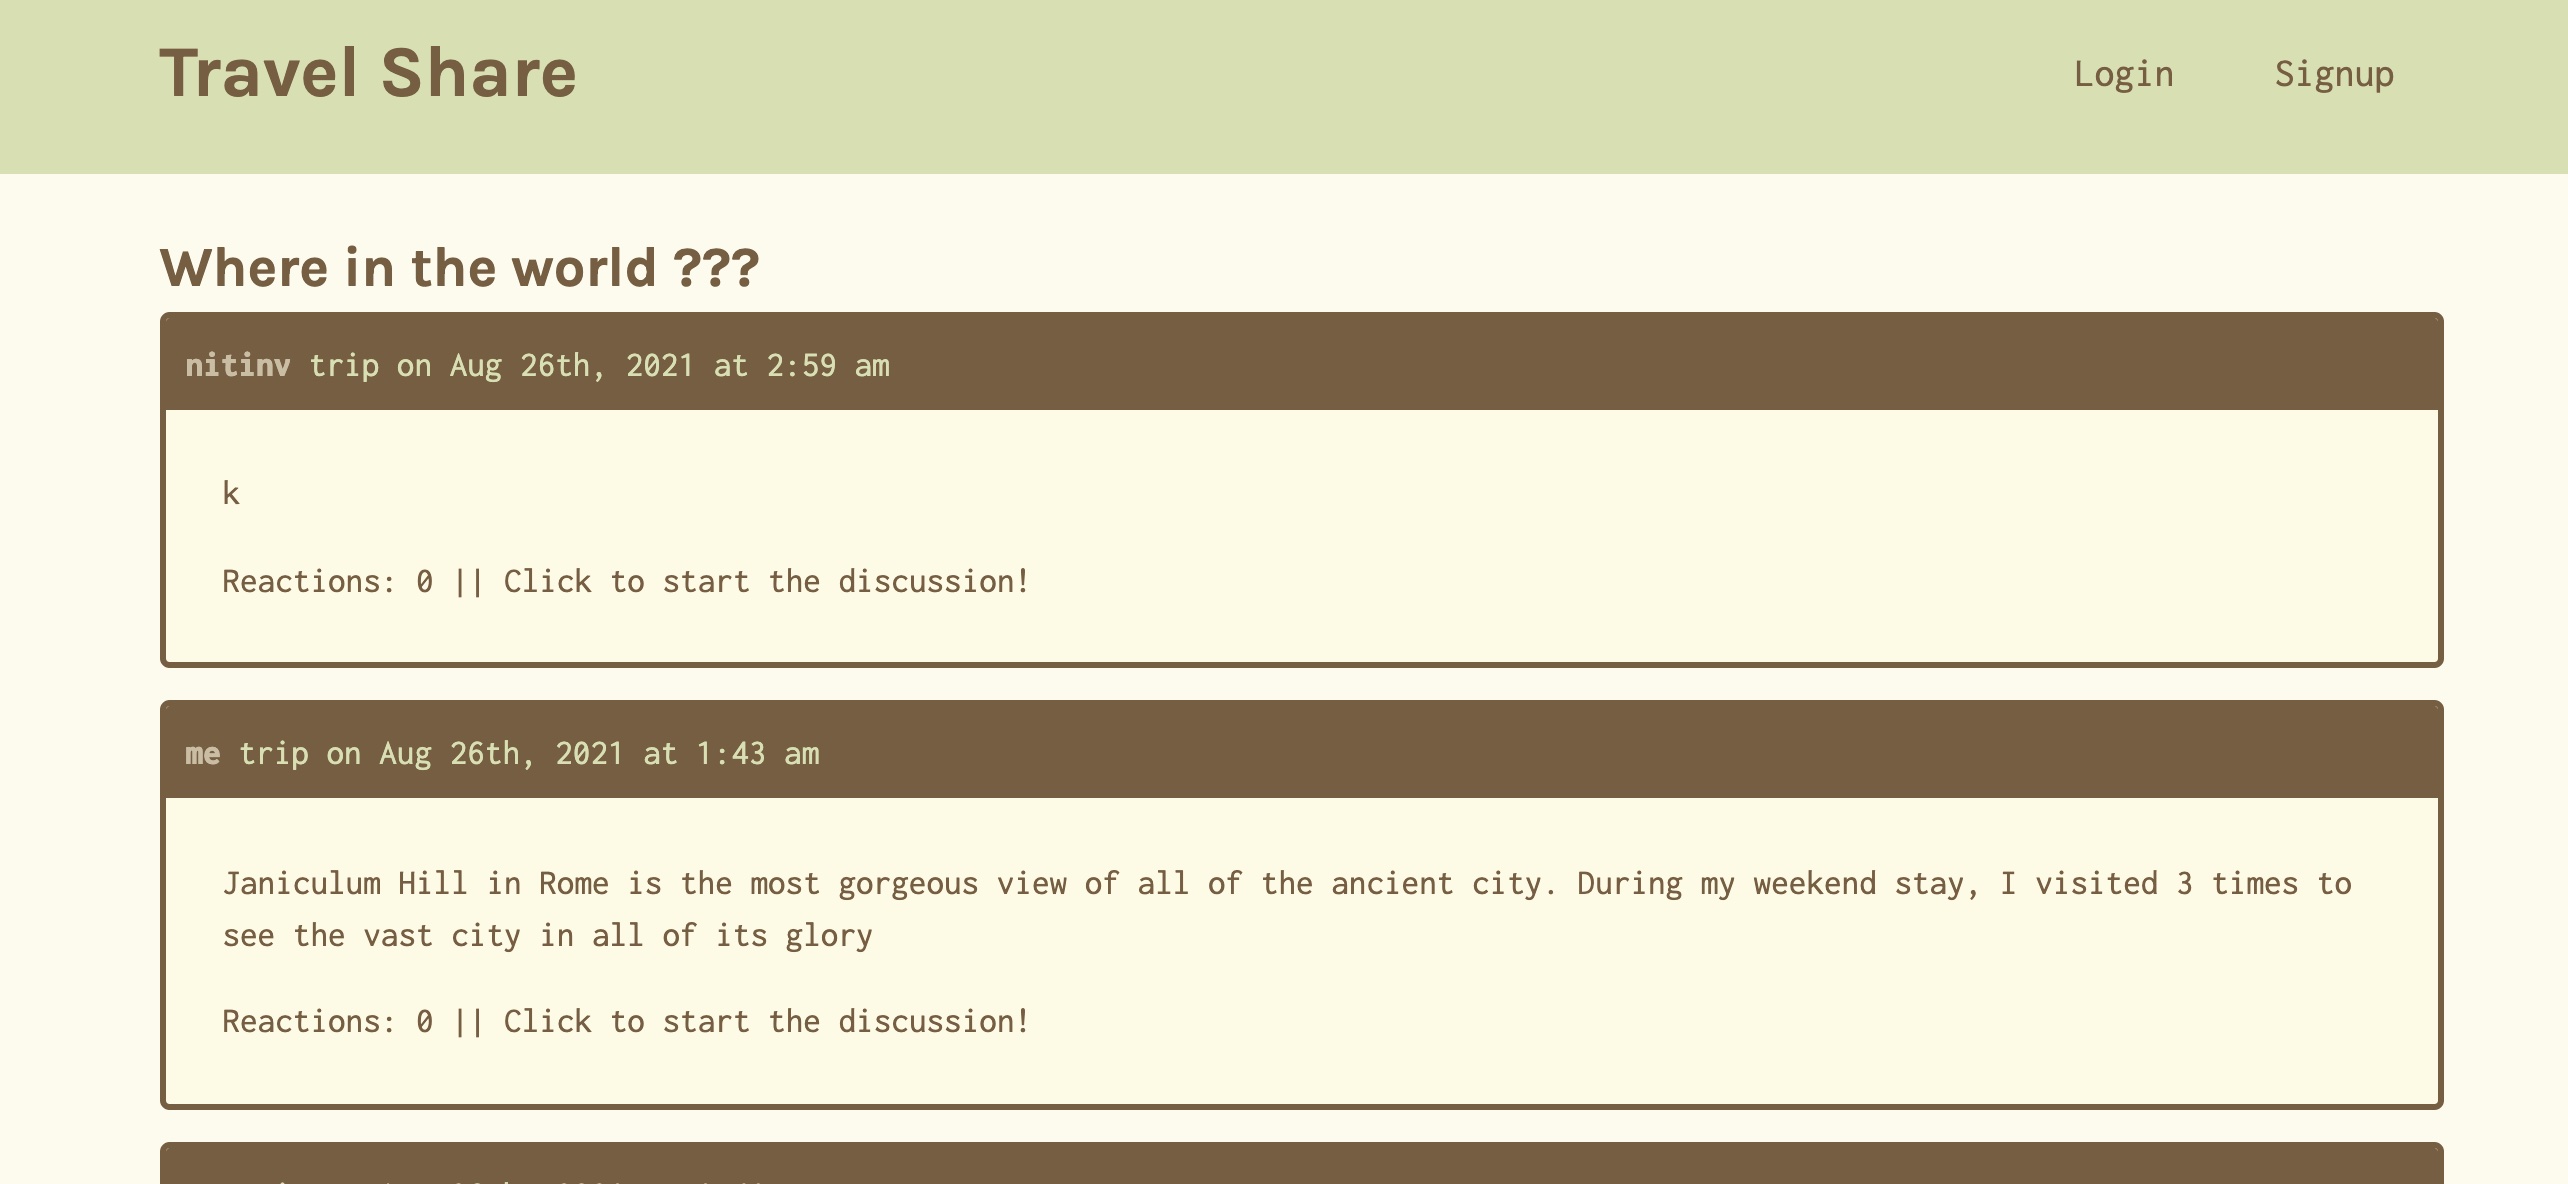 Travel Share
Login
Signup
Where in the world ???
nitinv trip on Aug 26th, 2021 at 2:59 am
k
Reactions: 0 || Click to start the discussion!
me trip on Aug 26th, 2021 at 1:43 am
Janiculum Hill in Rome is the most gorgeous view of all of the ancient city. During my weekend stay, I visited 3 times to
see the vast city in all of its glory
Reactions: 0 || Click to start the discussion!